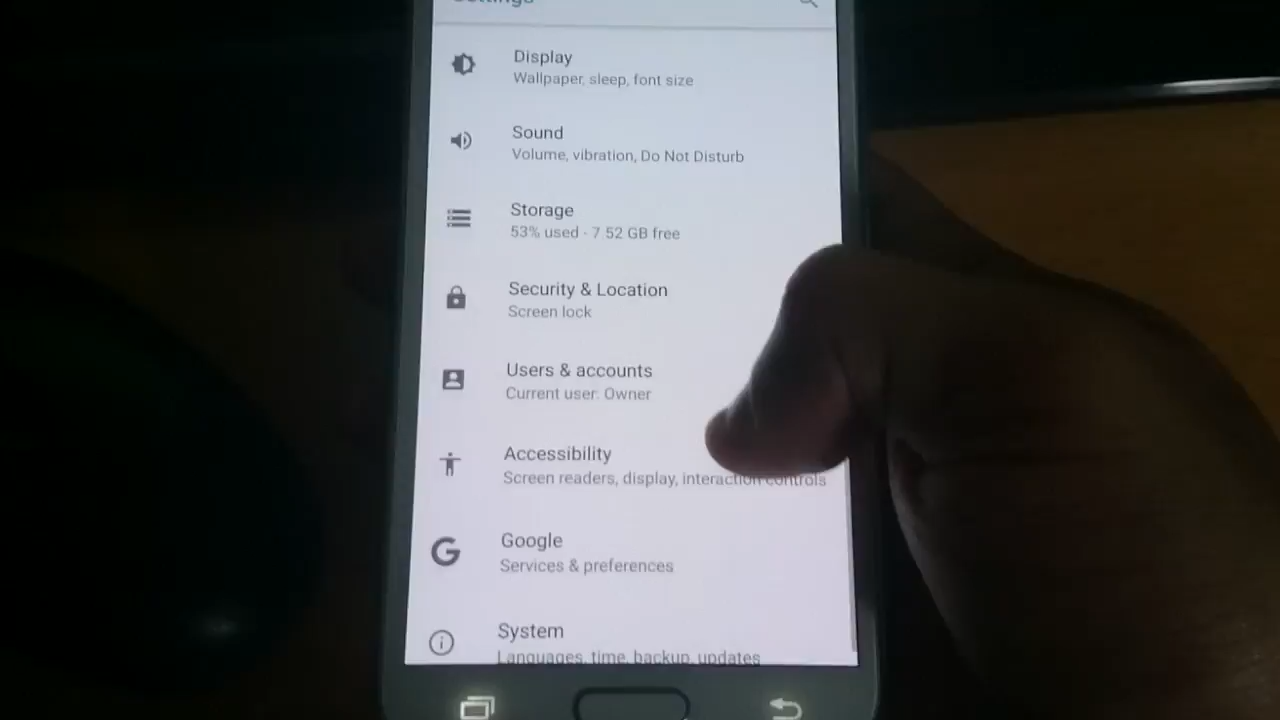 Settings
Display
Wallpaper, sleep, font size
Sound
Volume, vibration, Do Not Disturb
Storage
53% used - 7 52 GB free
Security & Location
Screen lock
Users & accounts
Current user: Owner
Accessibility
Screen readers, display, interaction controls
Google
Services & preferences
System
Languages, time, backup, updates